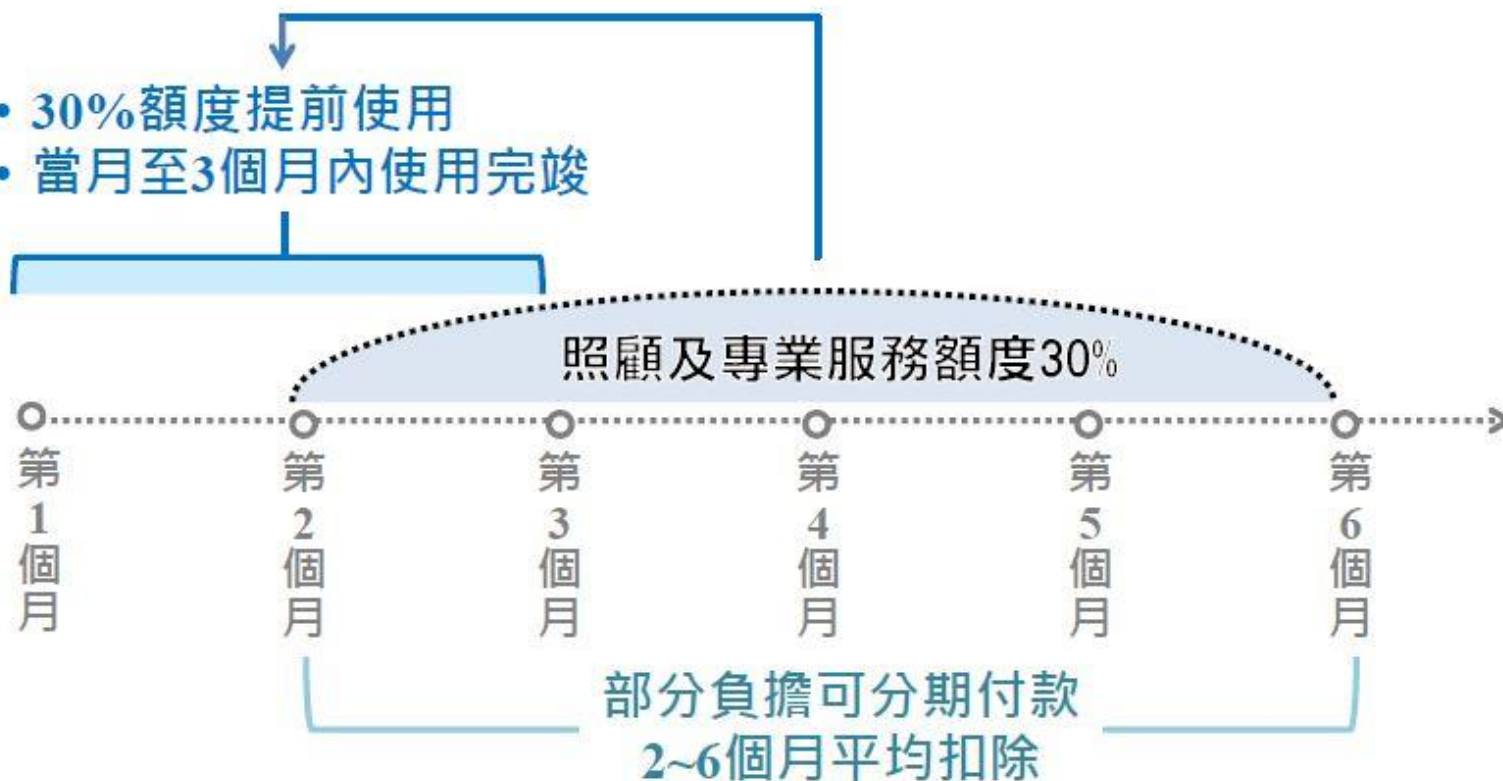 • 30%額度提前使用
• 當月至3個月內使用完竣
照顧及專業服務額度30%
第1個月
第2個月
第3個月
第4個月
第5個月
第6個月
部分負擔可分期付款
2~6個月平均扣除